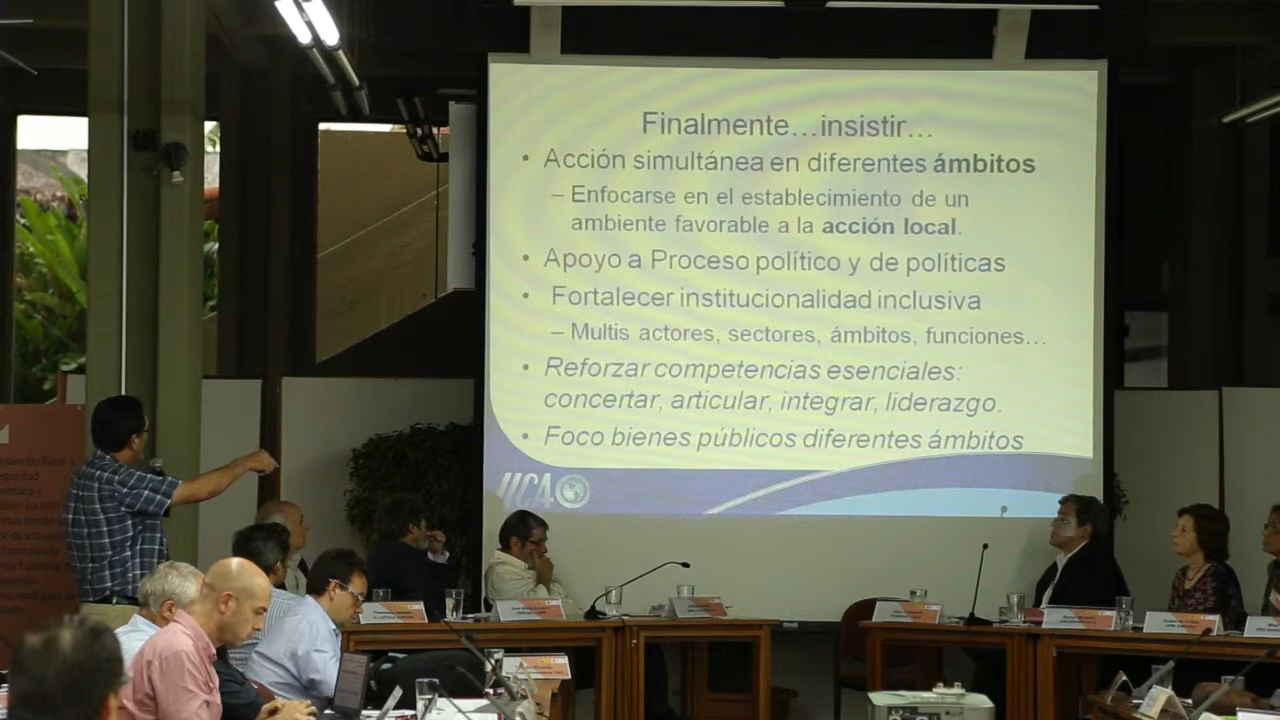 Finalmente…insistir…
• Acción simultánea en diferentes ámbitos
– Enfocarse en el establecimiento de un
ambiente favorable a la acción local.
• Apoyo a Proceso político y de políticas
• Fortalecer institucionalidad inclusiva
– Multis actores, sectores, ámbitos, funciones…
• Reforzar competencias esenciales:
concertar, articular, integrar, liderazgo.
• Foco bienes públicos diferentes ámbitos
IICA